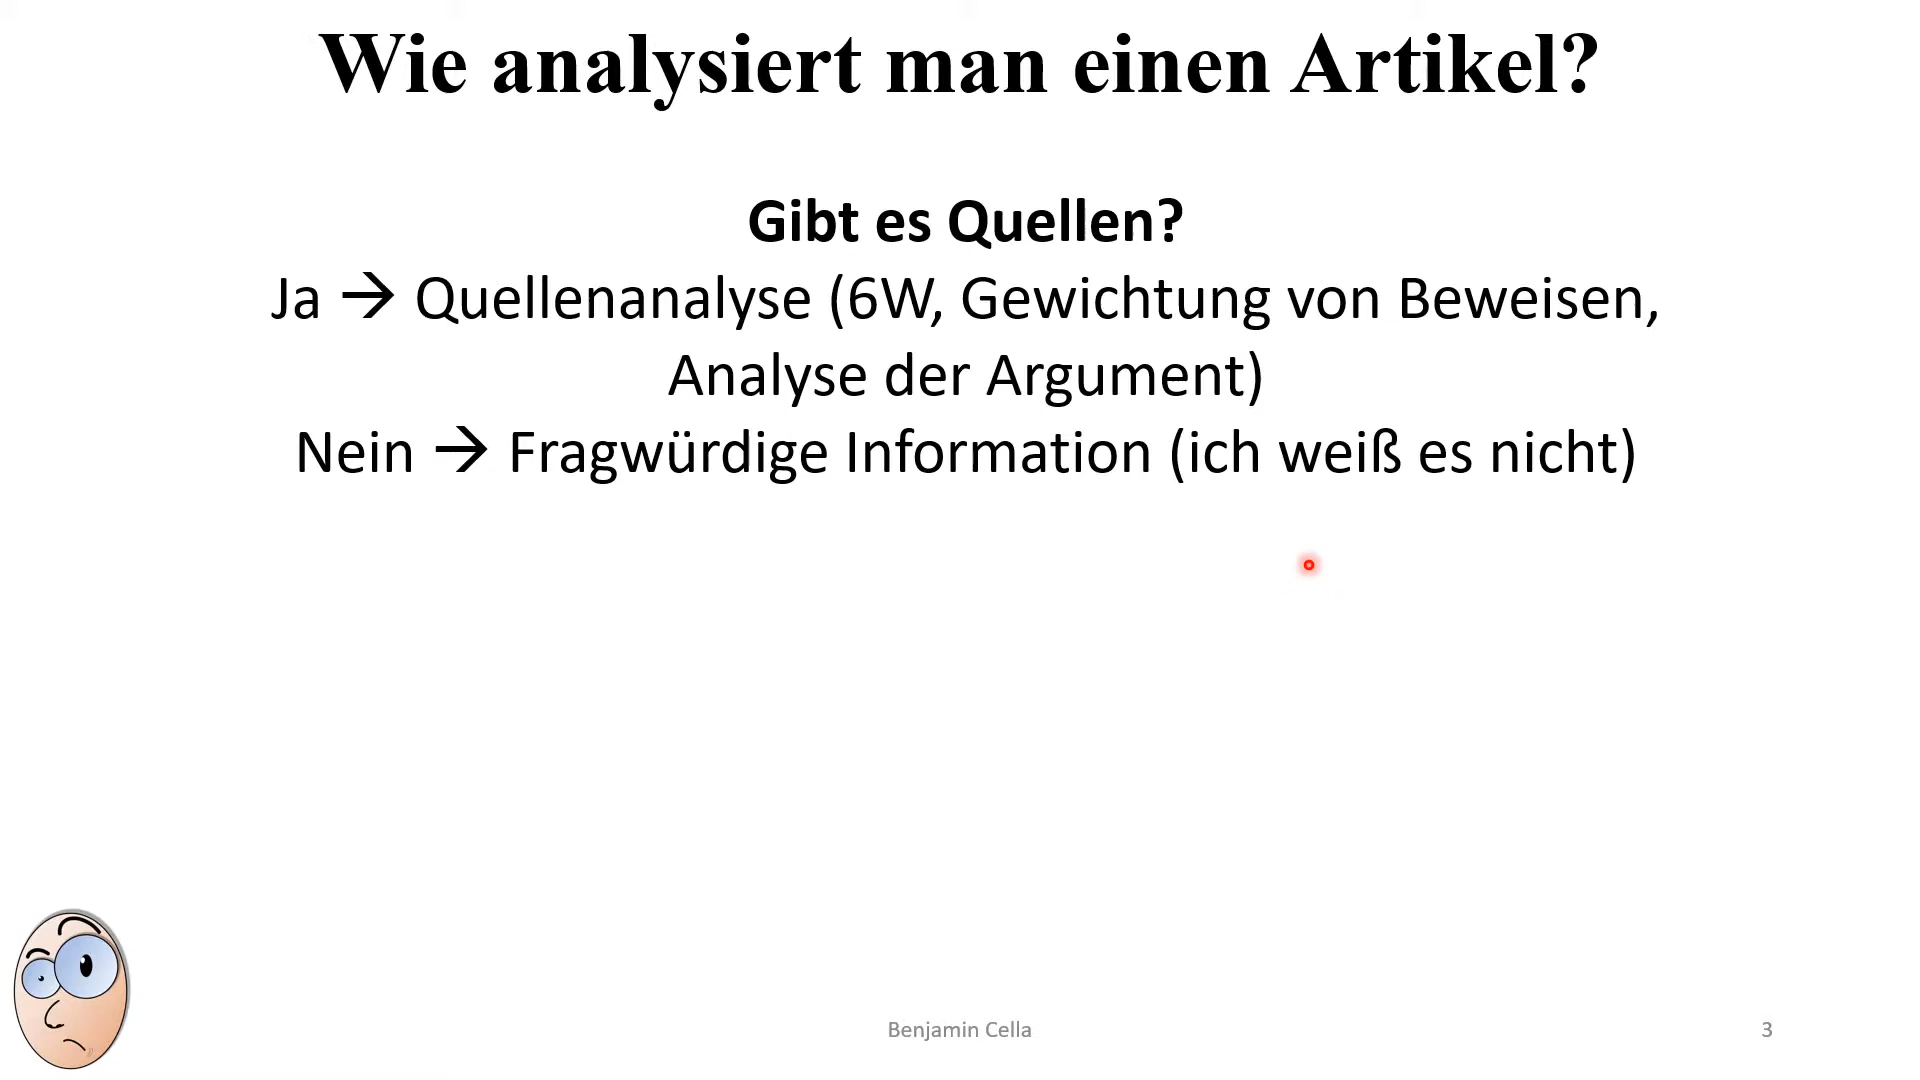 Wie analysiert man einen Artikel?
Gibt es Quellen?
Ja → Quellenanalyse (6W, Gewichtung von Beweisen,
Analyse der Argument)
Nein → Fragwürdige Information (ich weiß es nicht)
Benjamin Cella
3